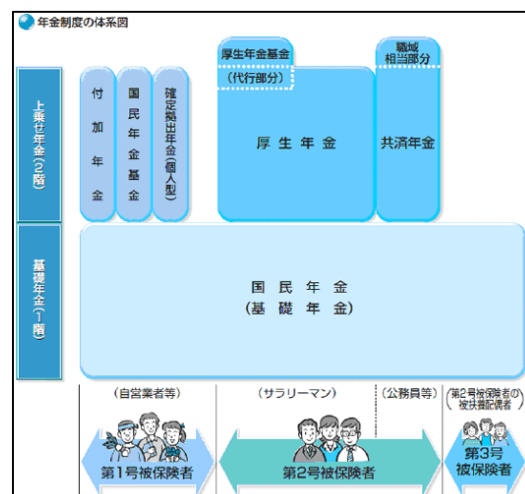 年金制度の体系図
上乗せ年金(2階)
付加年金
国民年金基金
確定拠出年金(個人型)
厚生年金基金
(代行部分)
厚生年金
職域
相当部分
共済年金
基礎年金(1階)
国民年金
(基礎年金)
(自営業者等)
(サラリーマン)
(公務員等)
(第2号被保険者の
被扶養配偶者)
第1号被保険者
第2号被保険者
第3号
被保険者